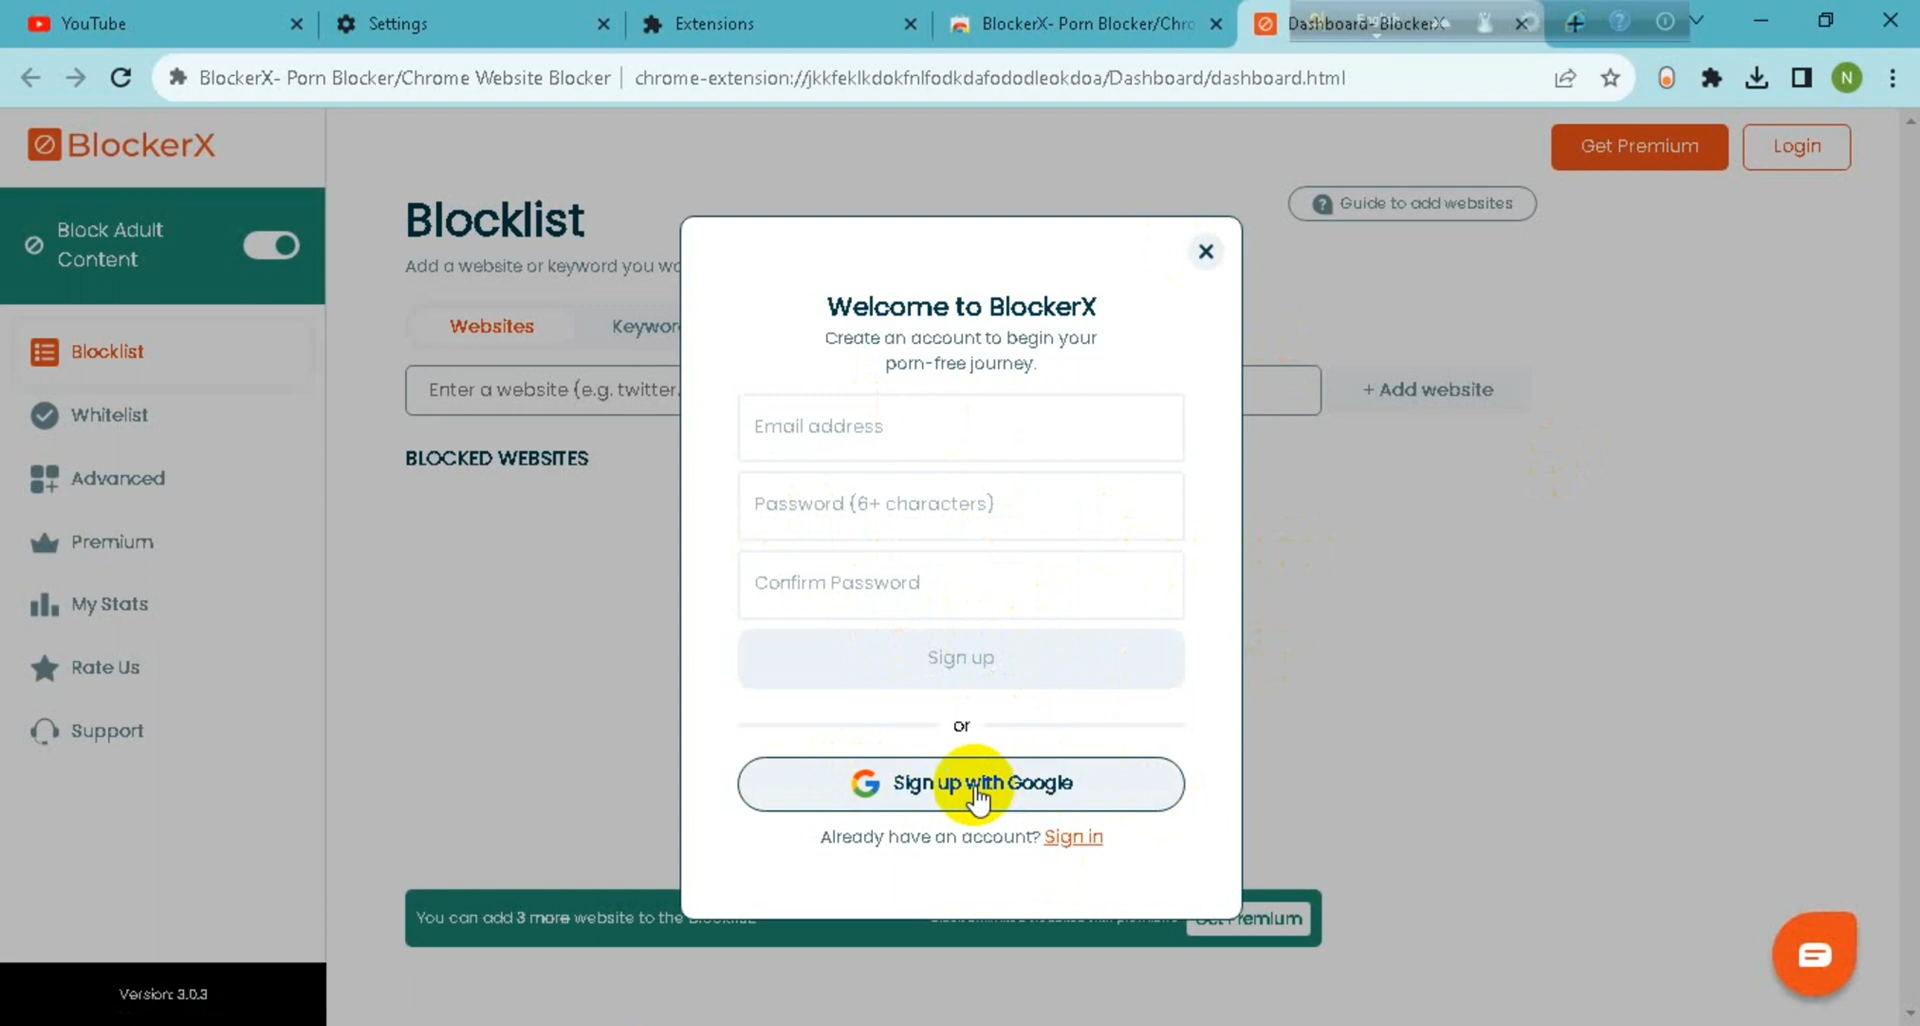 YouTube
Settings
Extensions
BlockerX- Porn Blocker/Chro
Dashboard- BlockerX
BlockerX- Porn Blocker/Chrome Website Blocker | chrome-extension://jkkfeklkdokfnlfodkdafododleokdoa/Dashboard/dashboard.html
N
BlockerX
Get Premium
Login
Block Adult
Content
Blocklist
Whitelist
Advanced
Premium
My Stats
Rate Us
Support
Version: 3.0.3
Blocklist
Guide to add websites
Add a website or keyword you wo
Websites
Keywor
Enter a website (e.g. twitter.
+ Add website
BLOCKED WEBSITES
Welcome to BlockerX
Create an account to begin your
porn-free journey.
Email address
Password (6+ characters)
Confirm Password
Sign up
or
Sign up with Google
Already have an account? Sign in
You can add 3 more website to the